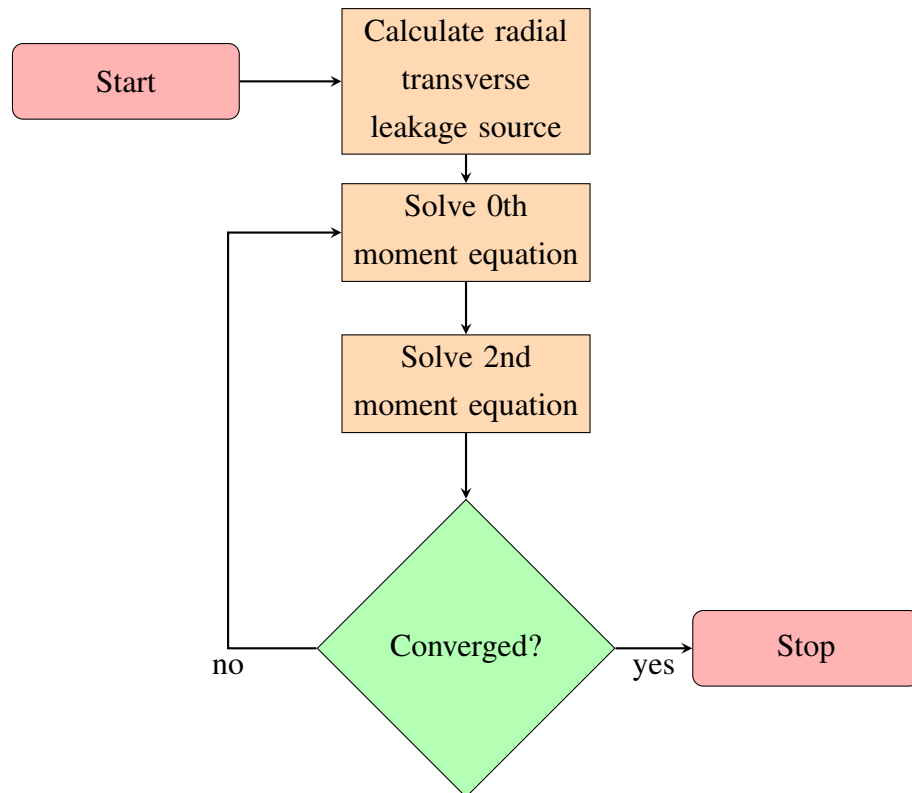 Start
Calculate radial
transverse
leakage source
Solve 0th
moment equation
Solve 2nd
moment equation
Converged?
no
yes
Stop